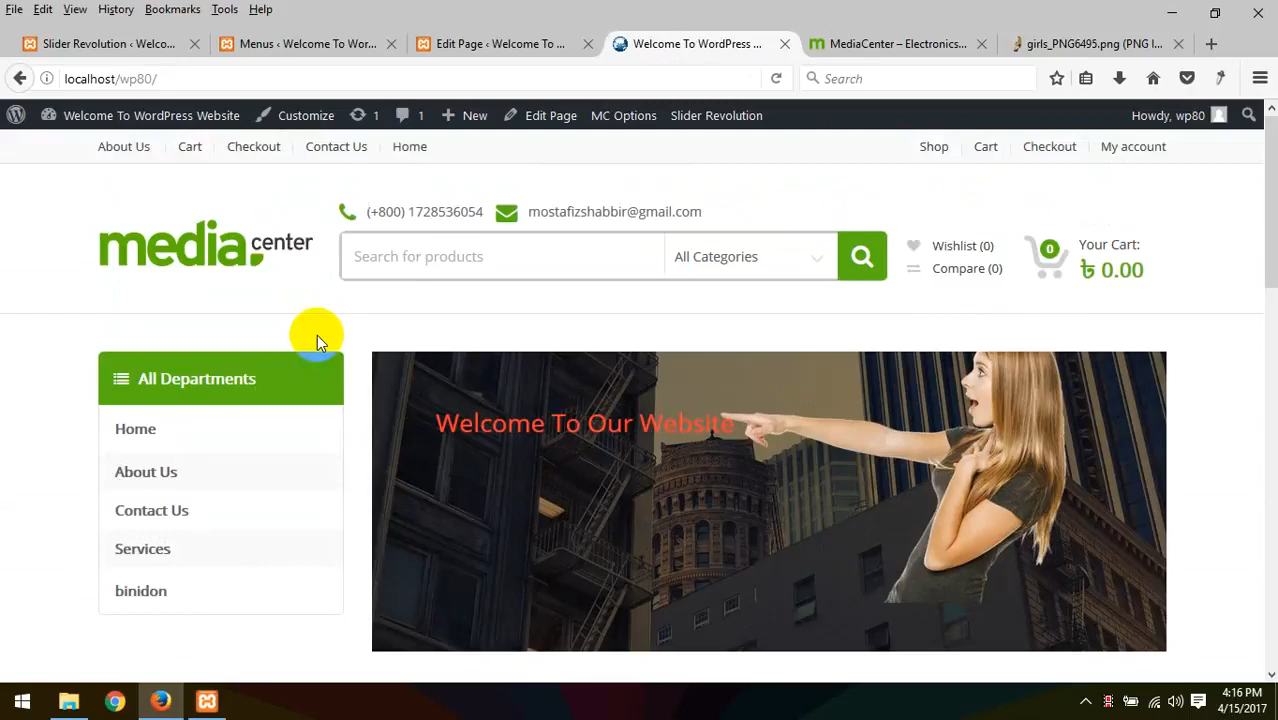 File Edit View History Bookmarks Tools Help
Slider Revolution ‹ Welco... Menus ‹ Welcome To Wor... Edit Page ‹ Welcome To ... Welcome To WordPress ... MediaCenter – Electronics... girls_PNG6495.png (PNG I...
localhost/wp80/ Search
Welcome To WordPress Website Customize 1 1 New Edit Page MC Options Slider Revolution Howdy, wp80
About Us Cart Checkout Contact Us Home Shop Cart Checkout My account
(+800) 1728536054 mostafizshabbir@gmail.com
media center Search for products All Categories Wishlist (0) Compare (0) 0 Your Cart: ৳ 0.00
All Departments
Home
About Us
Contact Us
Services
binidon
Welcome To Our Website
4:16 PM
4/15/2017